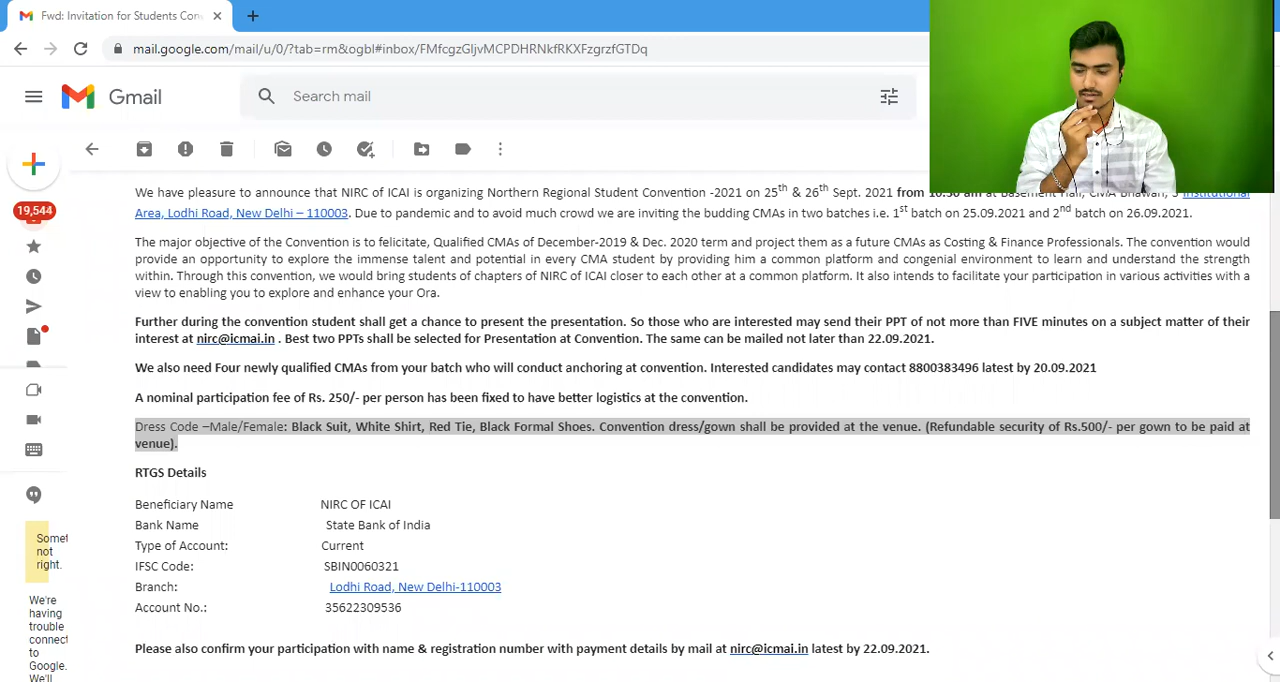 Fwd: Invitation for Students Con
mail.google.com/mail/u/0/?tab=rm&ogbl#inbox/FMfcgzGljvMCPDHRNkfRKXFzgrzfGTDq
Gmail
Search mail
19,544
We have pleasure to announce that NIRC of ICAI is organizing Northern Regional Student Convention -2021 on 25th & 26th Sept. 2021 from 10:30 am at Basement Hall, CMA Bhawan, 3 Institutional
Area, Lodhi Road, New Delhi – 110003. Due to pandemic and to avoid much crowd we are inviting the budding CMAs in two batches i.e. 1st batch on 25.09.2021 and 2nd batch on 26.09.2021.
The major objective of the Convention is to felicitate, Qualified CMAs of December-2019 & Dec. 2020 term and project them as a future CMAs as Costing & Finance Professionals. The convention would
provide an opportunity to explore the immense talent and potential in every CMA student by providing him a common platform and congenial environment to learn and understand the strength
within. Through this convention, we would bring students of chapters of NIRC of ICAI closer to each other at a common platform. It also intends to facilitate your participation in various activities with a
view to enabling you to explore and enhance your Ora.
Further during the convention student shall get a chance to present the presentation. So those who are interested may send their PPT of not more than FIVE minutes on a subject matter of their
interest at nirc@icmai.in . Best two PPTs shall be selected for Presentation at Convention. The same can be mailed not later than 22.09.2021.
We also need Four newly qualified CMAs from your batch who will conduct anchoring at convention. Interested candidates may contact 8800383496 latest by 20.09.2021
A nominal participation fee of Rs. 250/- per person has been fixed to have better logistics at the convention.
Dress Code –Male/Female: Black Suit, White Shirt, Red Tie, Black Formal Shoes. Convention dress/gown shall be provided at the venue. (Refundable security of Rs.500/- per gown to be paid at
venue).
RTGS Details
Beneficiary Name NIRC OF ICAI
Bank Name State Bank of India
Type of Account: Current
IFSC Code: SBIN0060321
Branch: Lodhi Road, New Delhi-110003
Account No.: 35622309536
Please also confirm your participation with name & registration number with payment details by mail at nirc@icmai.in latest by 22.09.2021.
Somet
not
right.
We're
having
trouble
connect
to
Google.
We'll